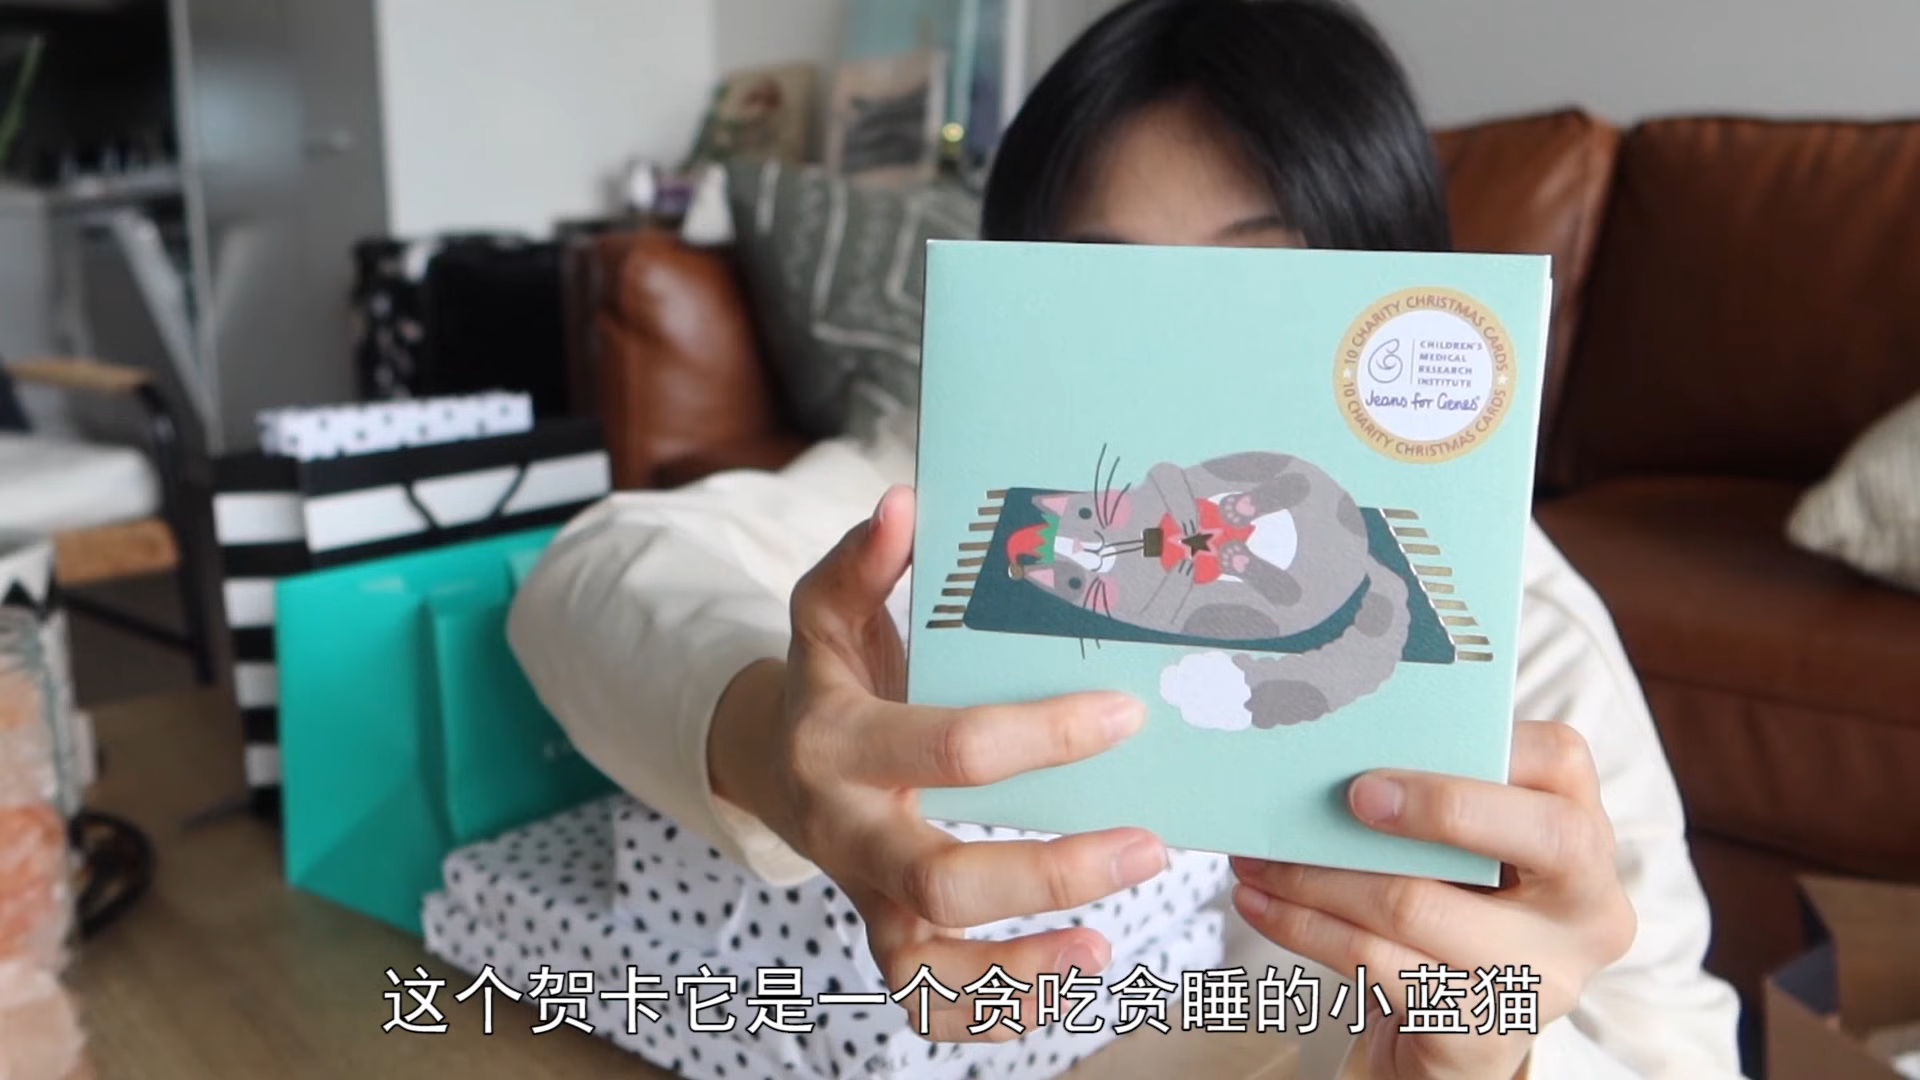 10 CHARITY CHRISTMAS CARDS
CHILDREN'S
MEDICAL
RESEARCH
INSTITUTE
Jeans for Genes
10 CHARITY CHRISTMAS CARDS
这个贺卡它是一个贪吃贪睡的小蓝猫